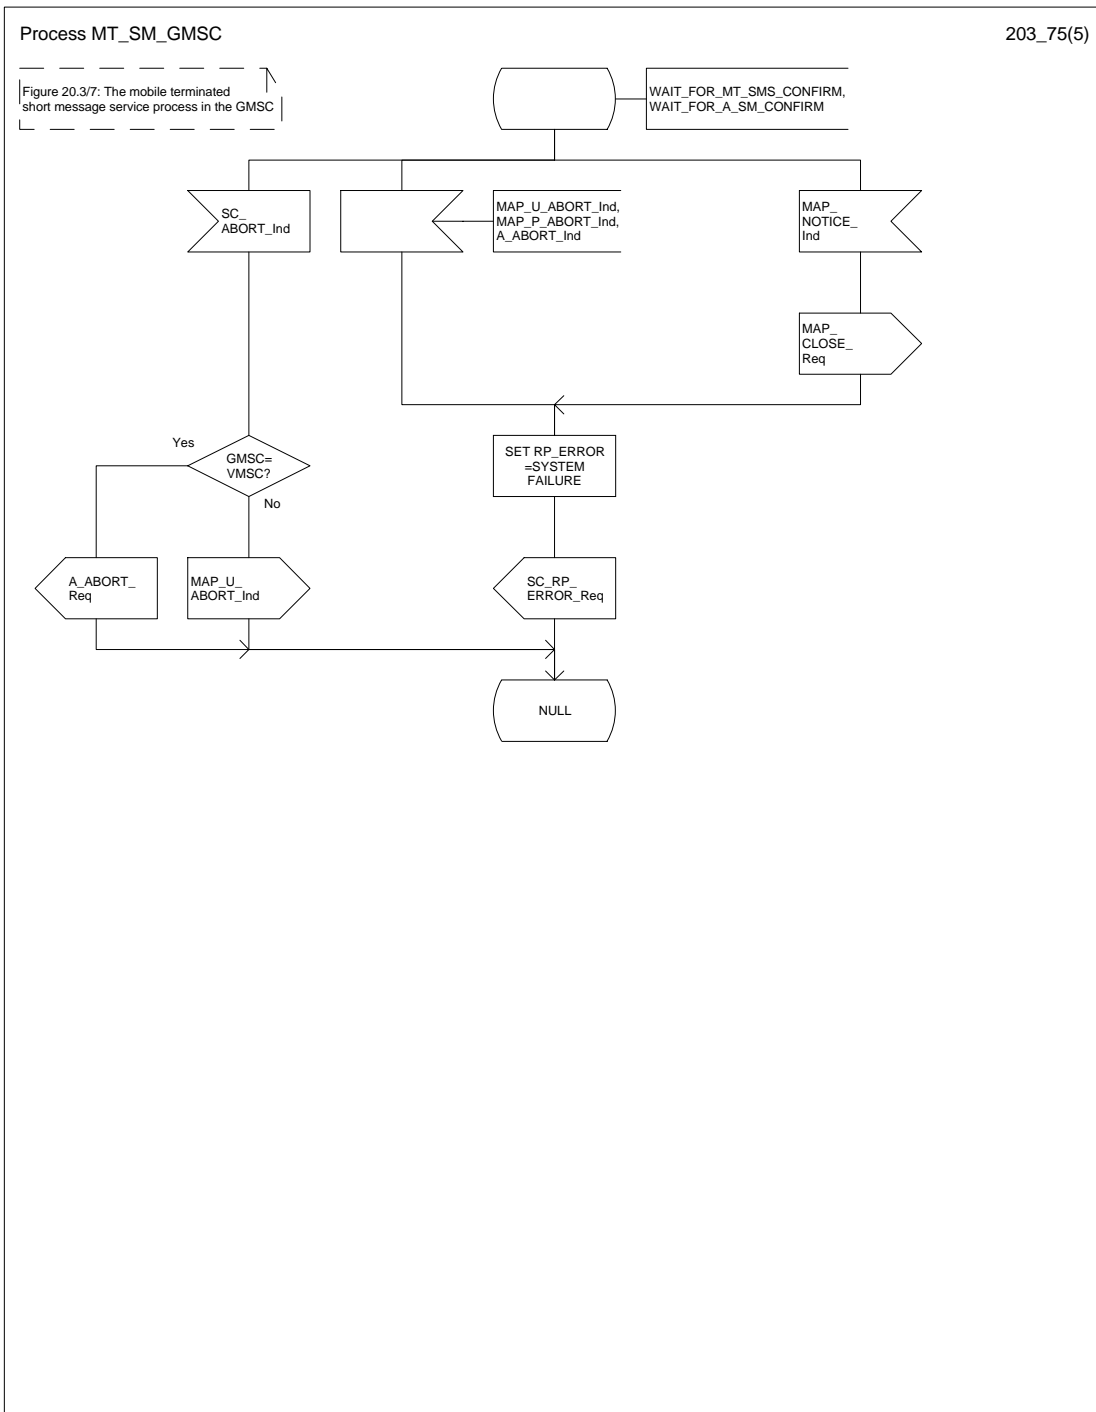 Process MT_SM_GMSC
203_75(5)
Figure 20.3/7: The mobile terminated
short message service process in the GMSC
WAIT_FOR_MT_SMS_CONFIRM,
WAIT_FOR_A_SM_CONFIRM
SC_
ABORT_Ind
MAP_U_ABORT_Ind,
MAP_P_ABORT_Ind,
A_ABORT_Ind
MAP_
NOTICE_
Ind
MAP_
CLOSE_
Req
Yes
GMSC=
VMSC?
No
SET RP_ERROR
=SYSTEM
FAILURE
A_ABORT_
Req
MAP_U_
ABORT_Ind
SC_RP_
ERROR_Req
NULL